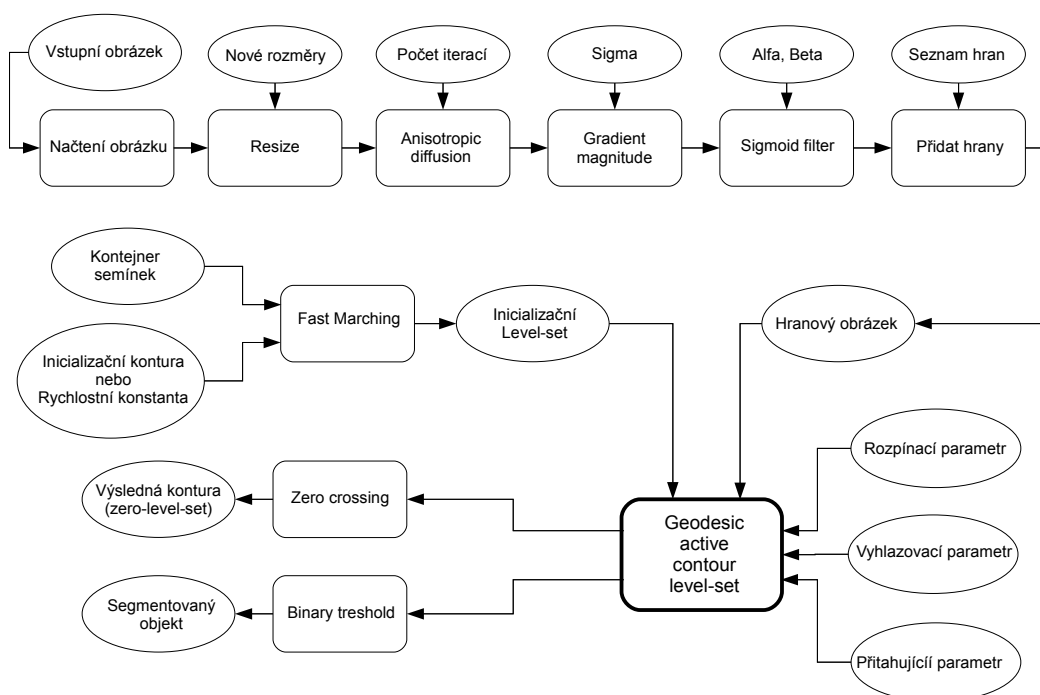 Vstupní obrázek
Nové rozměry
Počet iterací
Sigma
Alfa, Beta
Seznam hran
Načtení obrázku
Resize
Anisotropic
diffusion
Gradient
magnitude
Sigmoid filter
Přidat hrany
Kontejner
semínek
Fast Marching
Inicializační
Level-set
Hranový obrázek
Inicializační kontura
nebo
Rychlostní konstanta
Rozpínací parametr
Výsledná kontura
(zero-level-set)
Zero crossing
Geodesic
active
contour
level-set
Vyhlazovací parametr
Segmentovaný
objekt
Binary treshold
Přitahujícíí parametr